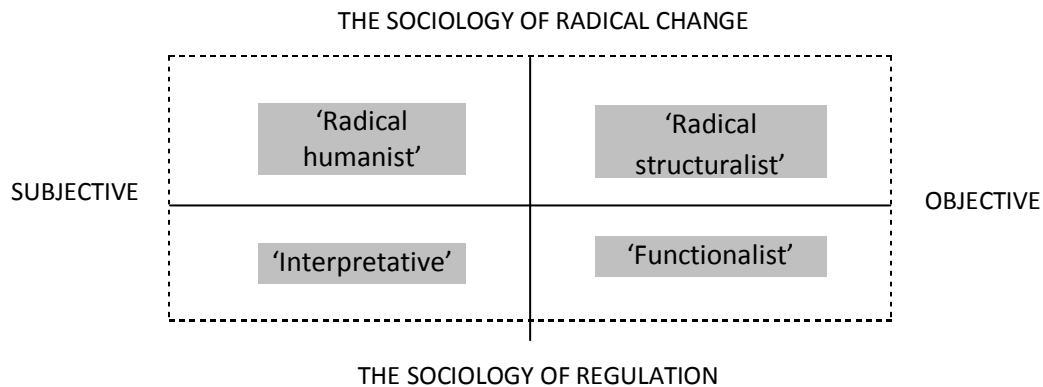 THE SOCIOLOGY OF RADICAL CHANGE
‘Radical
humanist’
‘Radical
structuralist’
SUBJECTIVE
OBJECTIVE
‘Interpretative’
‘Functionalist’
THE SOCIOLOGY OF REGULATION